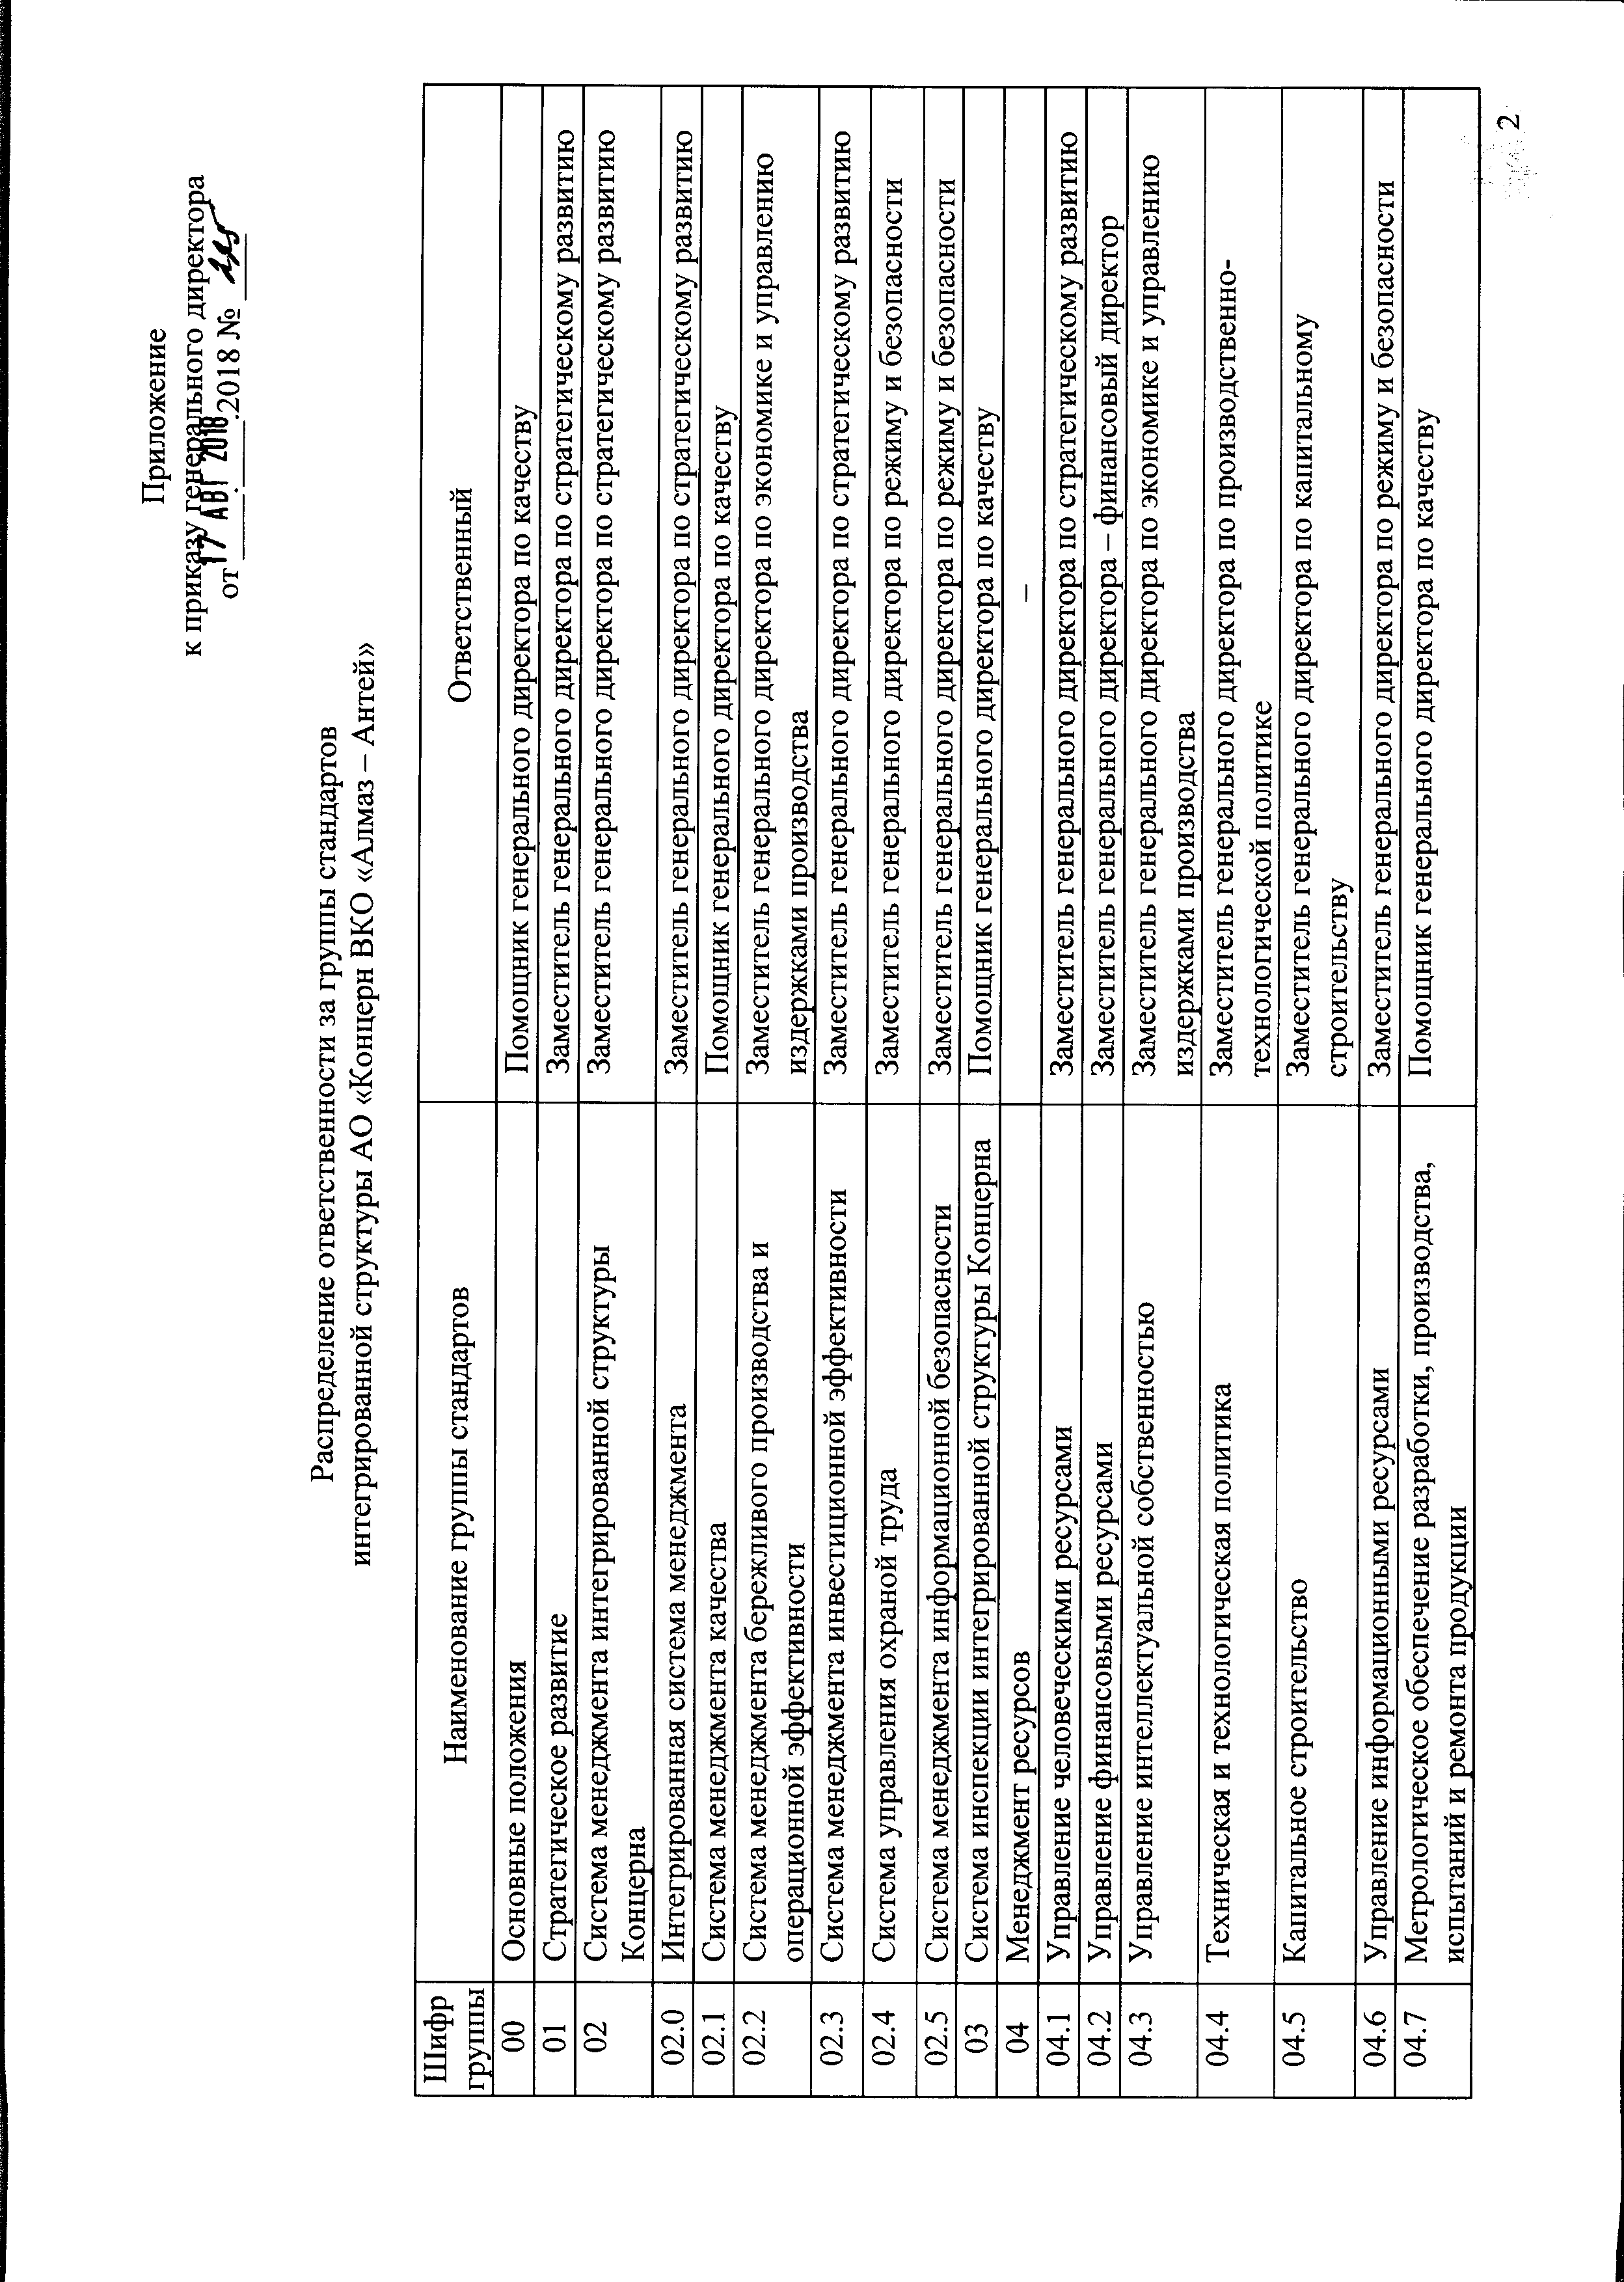 Приложение
к приказу генерального директора
17 АВГ 2018
от ____.____.2018 № ____
Распределение ответственности за группы стандартов
интегрированной структуры АО «Концерн ВКО «Алмаз – Антей»
Шифр группы | Наименование группы стандартов | Ответственный
00 | Основные положения | Помощник генерального директора по качеству
01 | Стратегическое развитие | Заместитель генерального директора по стратегическому развитию
02 | Система менеджмента интегрированной структуры | Заместитель генерального директора по стратегическому развитию
Концерна
02.0 | Интегрированная система менеджмента | Заместитель генерального директора по стратегическому развитию
02.1 | Система менеджмента качества | Помощник генерального директора по качеству
02.2 | Система менеджмента бережливого производства и | Заместитель генерального директора по экономике и управлению
операционной эффективности | издержками производства
02.3 | Система менеджмента инвестиционной эффективности | Заместитель генерального директора по стратегическому развитию
02.4 | Система управления охраной труда | Заместитель генерального директора по режиму и безопасности
02.5 | Система менеджмента информационной безопасности | Заместитель генерального директора по режиму и безопасности
03 | Система инспекции интегрированной структуры Концерна | Помощник генерального директора по качеству
04 | Менеджмент ресурсов | –
04.1 | Управление человеческими ресурсами | Заместитель генерального директора по стратегическому развитию
04.2 | Управление финансовыми ресурсами | Заместитель генерального директора – финансовый директор
04.3 | Управление интеллектуальной собственностью | Заместитель генерального директора по экономике и управлению
издержками производства
04.4 | Техническая и технологическая политика | Заместитель генерального директора по производственно-
технологической политике
04.5 | Капитальное строительство | Заместитель генерального директора по капитальному
строительству
04.6 | Управление информационными ресурсами | Заместитель генерального директора по режиму и безопасности
04.7 | Метрологическое обеспечение разработки, производства, | Помощник генерального директора по качеству
испытаний и ремонта продукции
2